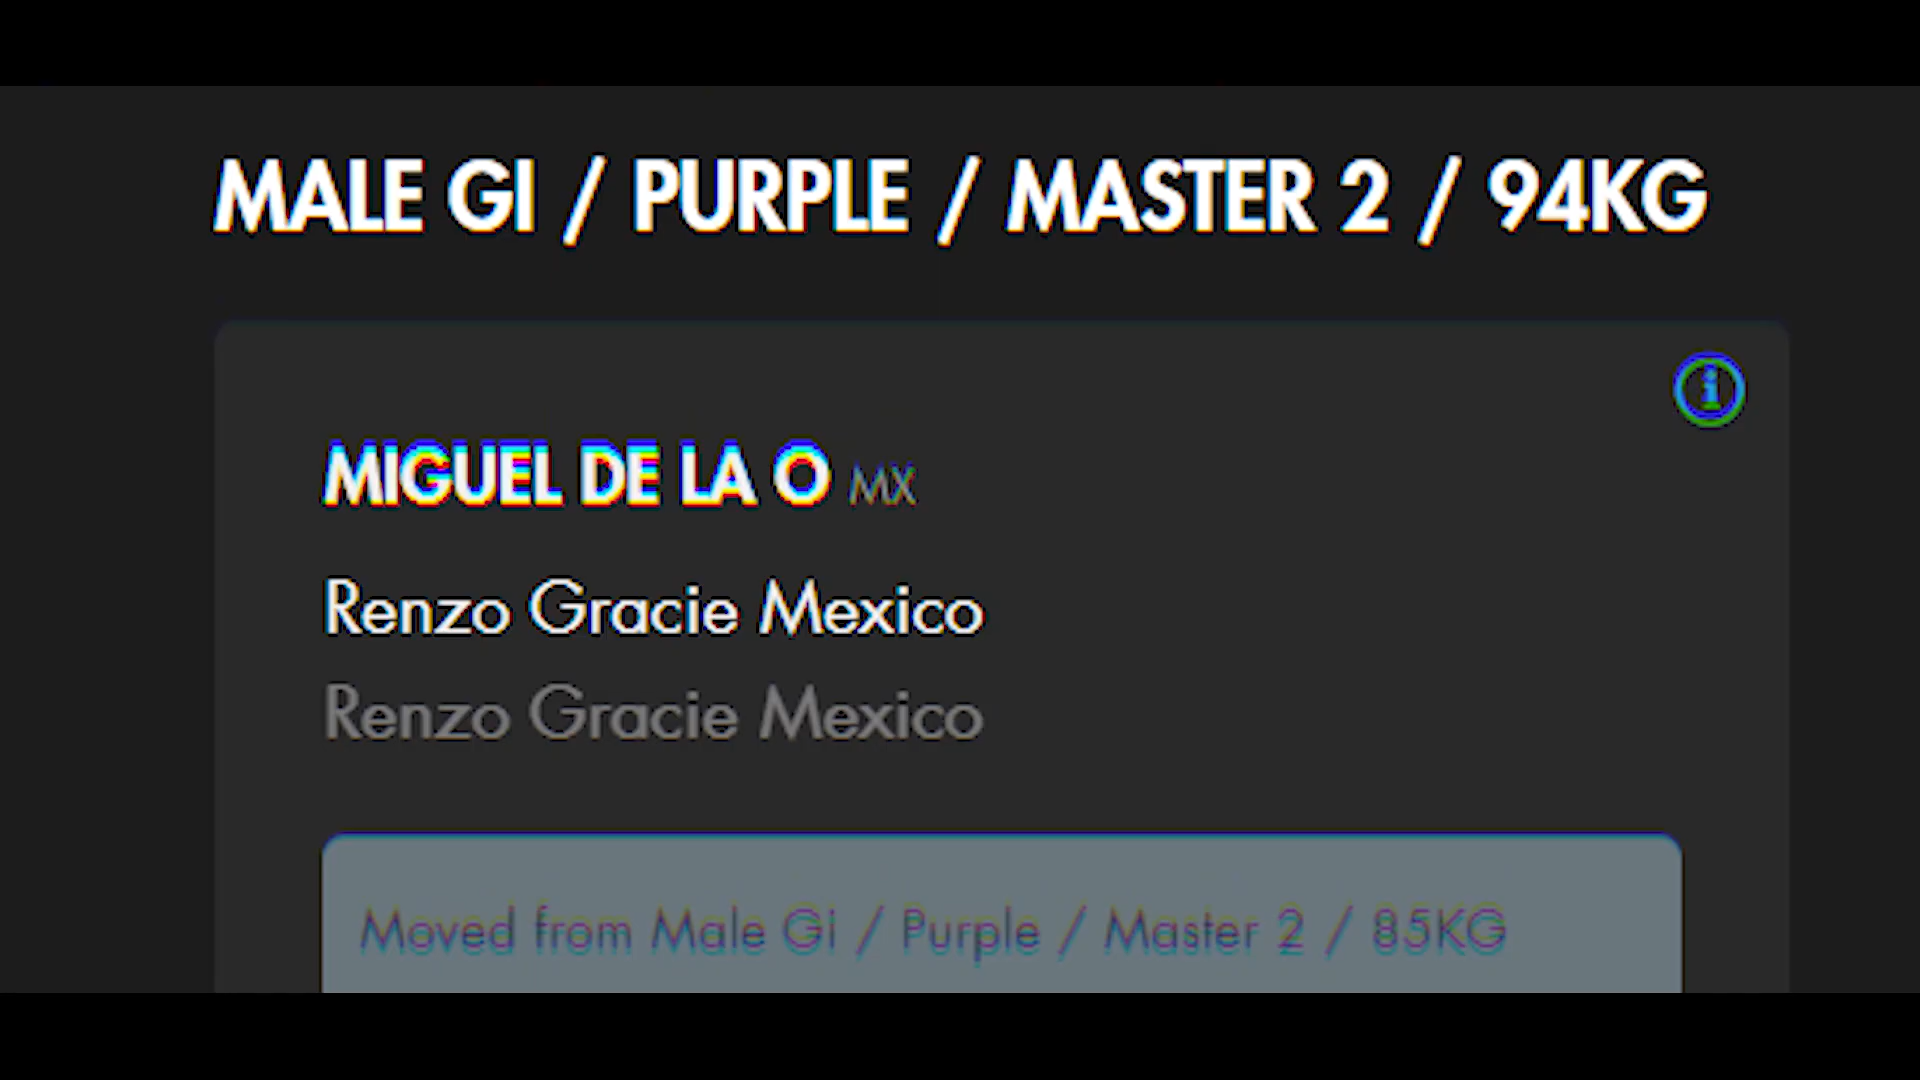 MALE GI / PURPLE / MASTER 2 / 94KG
MIGUEL DE LA O MX
Renzo Gracie Mexico
Renzo Gracie Mexico
Moved from Male Gi / Purple / Master 2 / 85KG